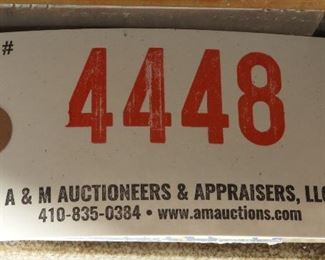 #
4448
A & M AUCTIONEERS & APPRAISERS, LLC
410-835-0384 • www.amauctions.com